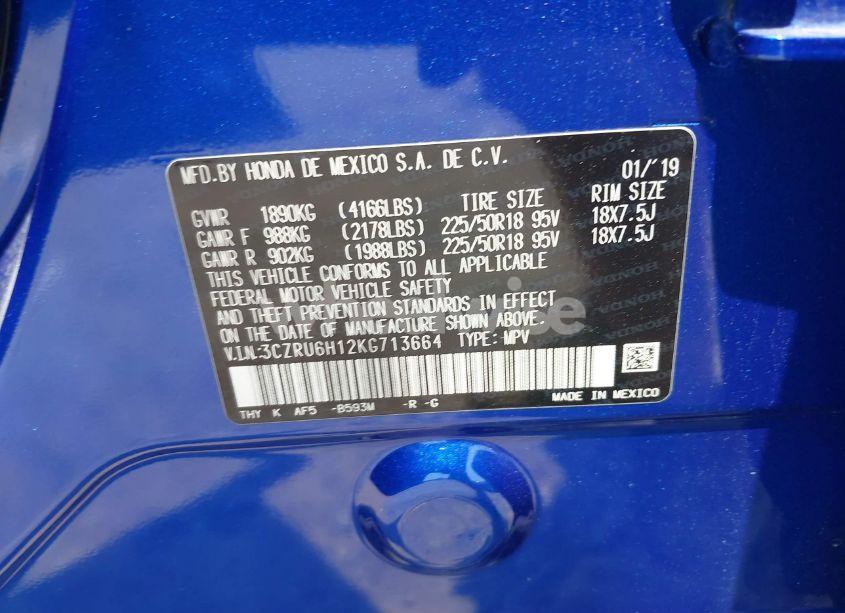 MFD.BY HONDA DE MEXICO S.A. DE C.V. 01/'19
GVWR 1890KG (4166LBS) TIRE SIZE RIM SIZE
GAWR F 988KG (2178LBS) 225/50R18 95V 18X7.5J
GAWR R 902KG (1988LBS) 225/50R18 95V 18X7.5J
THIS VEHICLE CONFORMS TO ALL APPLICABLE
FEDERAL MOTOR VEHICLE SAFETY
AND THEFT PREVENTION STANDARDS IN EFFECT
ON THE DATE OF MANUFACTURE SHOWN ABOVE.
V.I.N:3CZRU6H12KG713664 TYPE: MPV
THY K AF5 -B593M -R -G MADE IN MEXICO